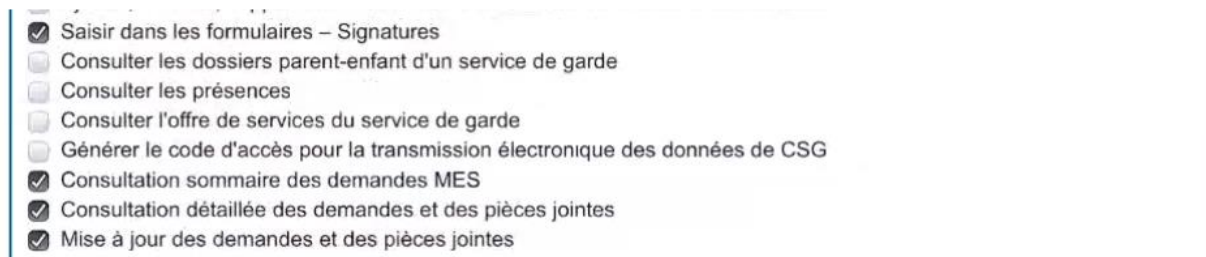 Saisir dans les formulaires – Signatures
Consulter les dossiers parent-enfant d'un service de garde
Consulter les présences
Consulter l'offre de services du service de garde
Générer le code d'accès pour la transmission électronique des données de CSG
Consultation sommaire des demandes MES
Consultation détaillée des demandes et des pièces jointes
Mise à jour des demandes et des pièces jointes